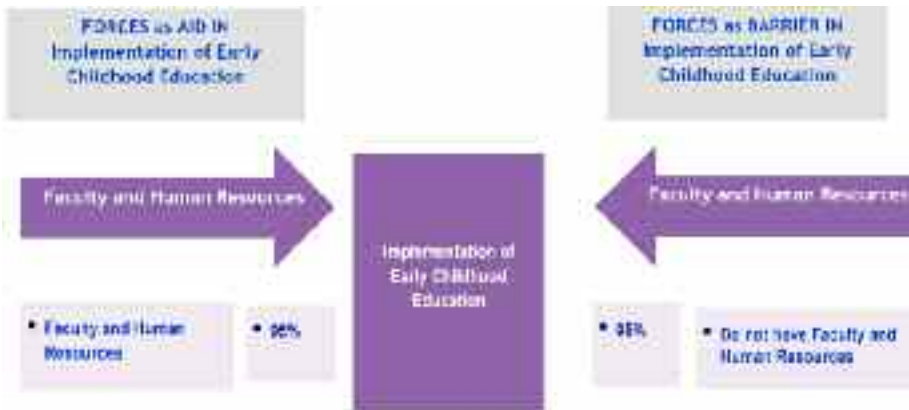 FORCES as AID IN
Implementation of Early
Childhood Education
FORCES as BARRIER IN
Implementation of Early
Childhood Education
Faculty and Human Resources
Faculty and Human Resources
Implementation of
Early Childhood
Education
• Faculty and Human
Resources
•
•
• Do not have Faculty and
Human Resources